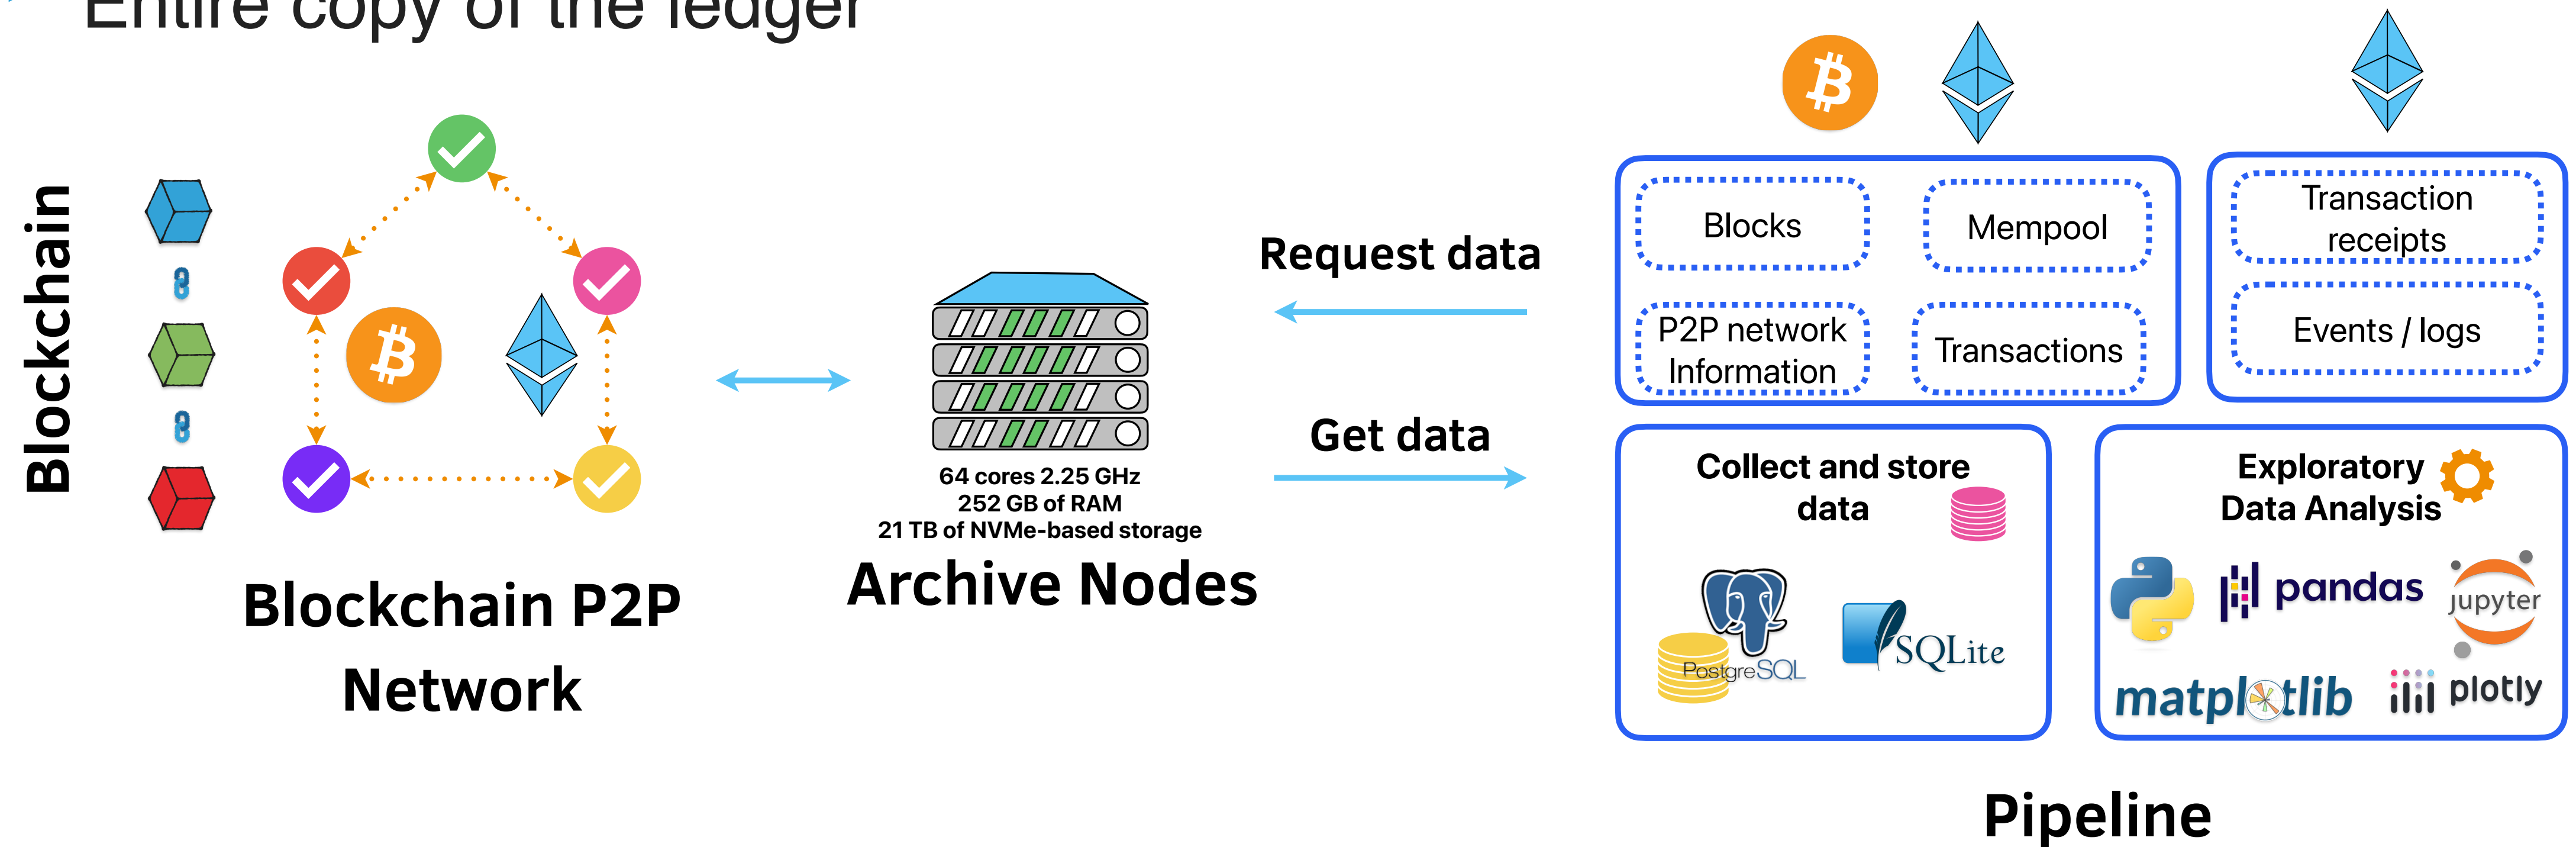 Entire copy of the ledger
Blockchain
Blockchain P2P
Network
64 cores 2.25 GHz
252 GB of RAM
21 TB of NVMe-based storage
Archive Nodes
Request data
Get data
Blocks
Mempool
P2P network
Information
Transactions
Transaction
receipts
Events / logs
Collect and store
data
PostgreSQL
SQLite
Exploratory
Data Analysis
pandas
jupyter
matplotlib
plotly
Pipeline